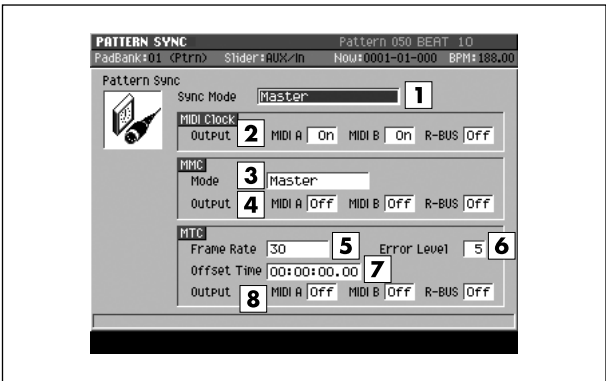 PATTERN SYNC Pattern 050 BEAT 10
PadBank:01 (Ptrn) Slider:AUX/In Now:0001-01-000 BPM:188.00
Pattern Sync
Sync Mode Master 1
MIDI Clock
Output 2 MIDI A On MIDI B On R-BUS Off
MMC
Mode 3 Master
Output 4 MIDI A Off MIDI B Off R-BUS Off
MTC
Frame Rate 30 5 Error Level 5 6
Offset Time 00:00:00.00 7
Output 8 MIDI A Off MIDI B Off R-BUS Off